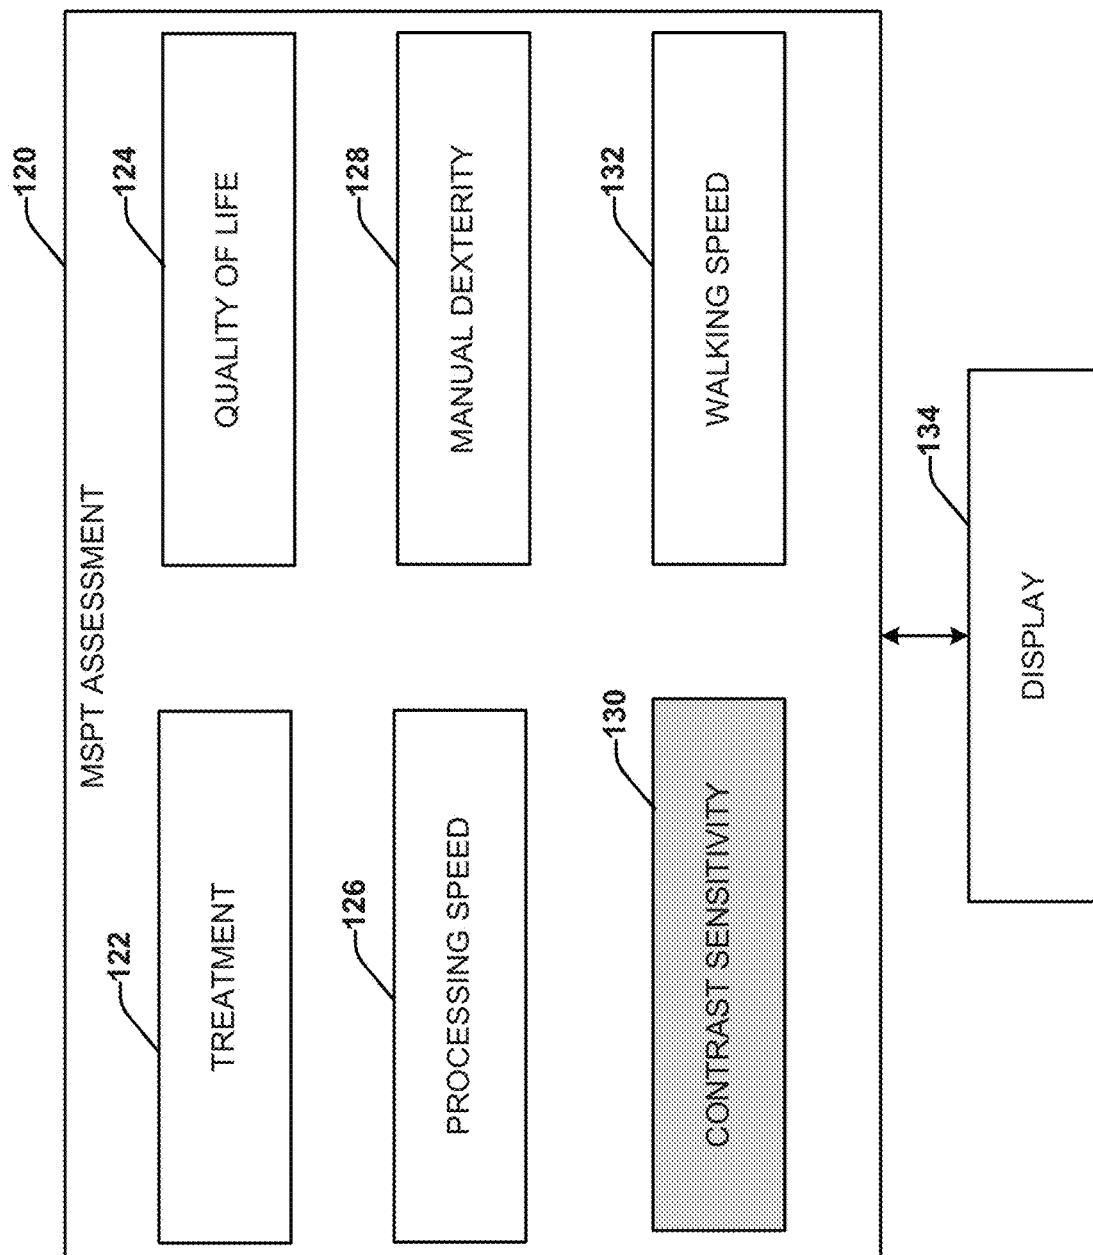 MSPT ASSESSMENT
120
122
TREATMENT
124
QUALITY OF LIFE
126
PROCESSING SPEED
128
MANUAL DEXTERITY
130
CONTRAST SENSITIVITY
132
WALKING SPEED
134
DISPLAY